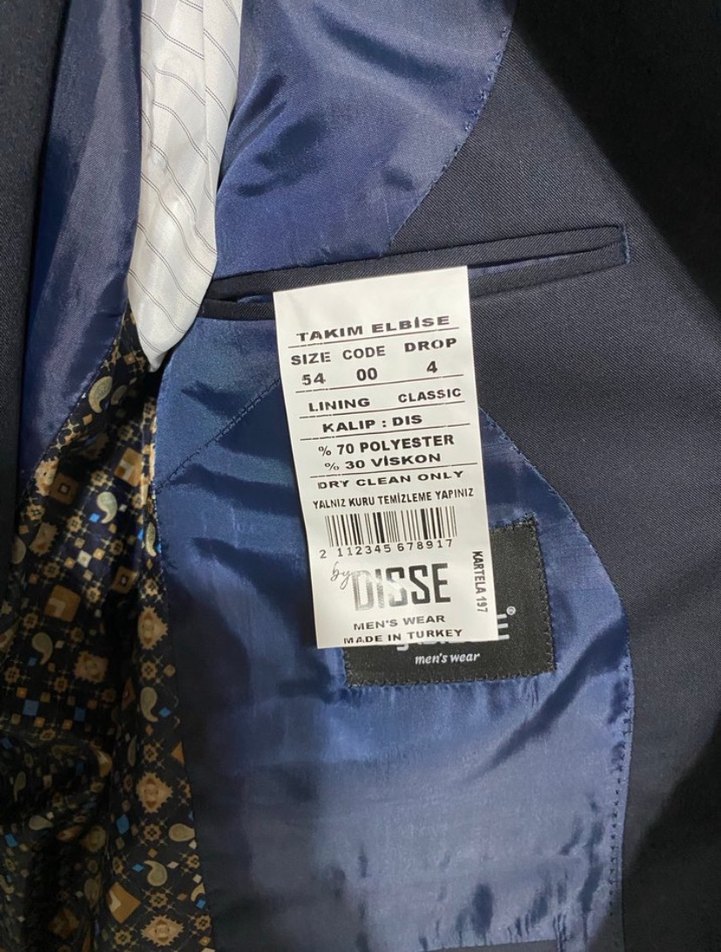 TAKIM ELBİSE
SIZE CODE DROP
54 00 4
LINING CLASSIC
KALIP : DIS
% 70 POLYESTER
% 30 VİSKON
DRY CLEAN ONLY
YALNIZ KURU TEMİZLEME YAPINIZ
2 112345 678917
by DISSE
MEN'S WEAR
MADE IN TURKEY
KARTELA 197
men's wear